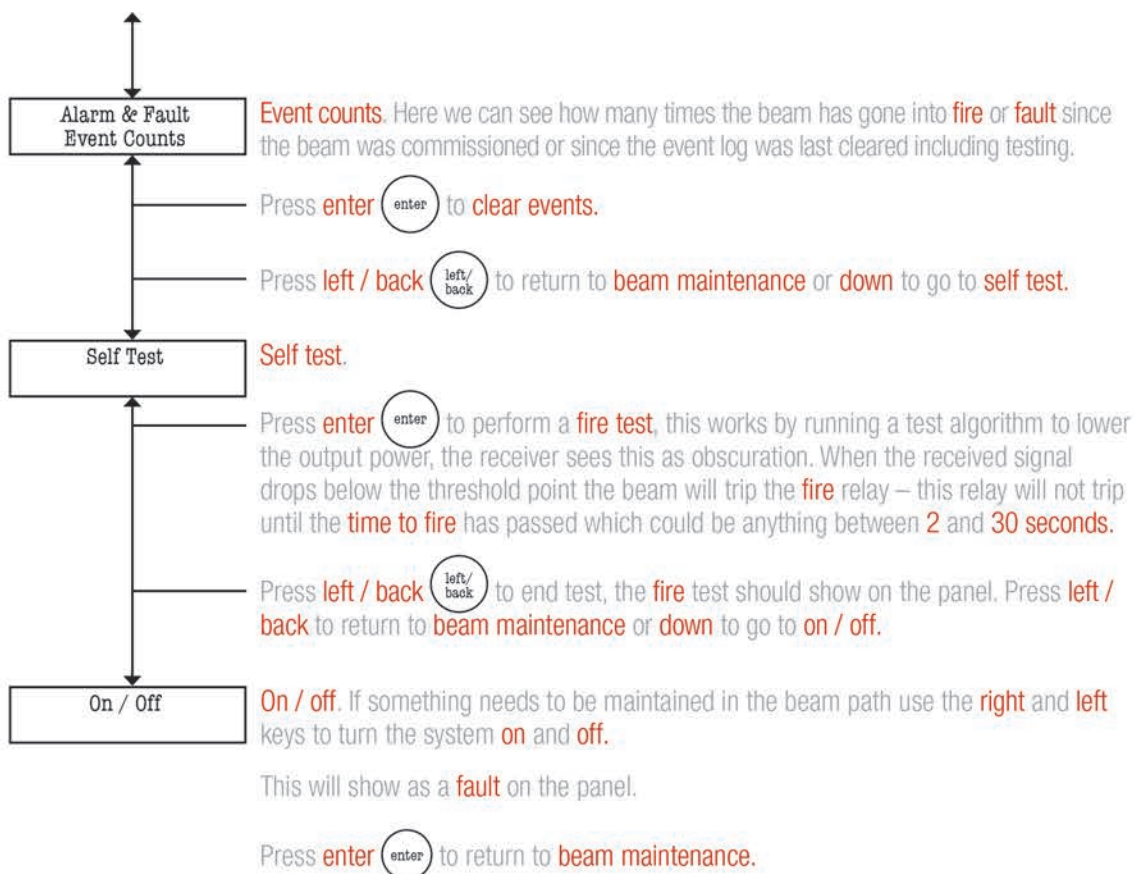 Alarm & Fault
Event Counts
Event counts. Here we can see how many times the beam has gone into fire or fault since
the beam was commissioned or since the event log was last cleared including testing.
Press enter enter to clear events.
Press left / back left/ back to return to beam maintenance or down to go to self test.
Self Test
Self test.
Press enter enter to perform a fire test, this works by running a test algorithm to lower
the output power, the receiver sees this as obscuration. When the received signal
drops below the threshold point the beam will trip the fire relay – this relay will not trip
until the time to fire has passed which could be anything between 2 and 30 seconds.
Press left / back left/ back to end test, the fire test should show on the panel. Press left /
back to return to beam maintenance or down to go to on / off.
On / Off
On / off. If something needs to be maintained in the beam path use the right and left
keys to turn the system on and off.
This will show as a fault on the panel.
Press enter enter to return to beam maintenance.